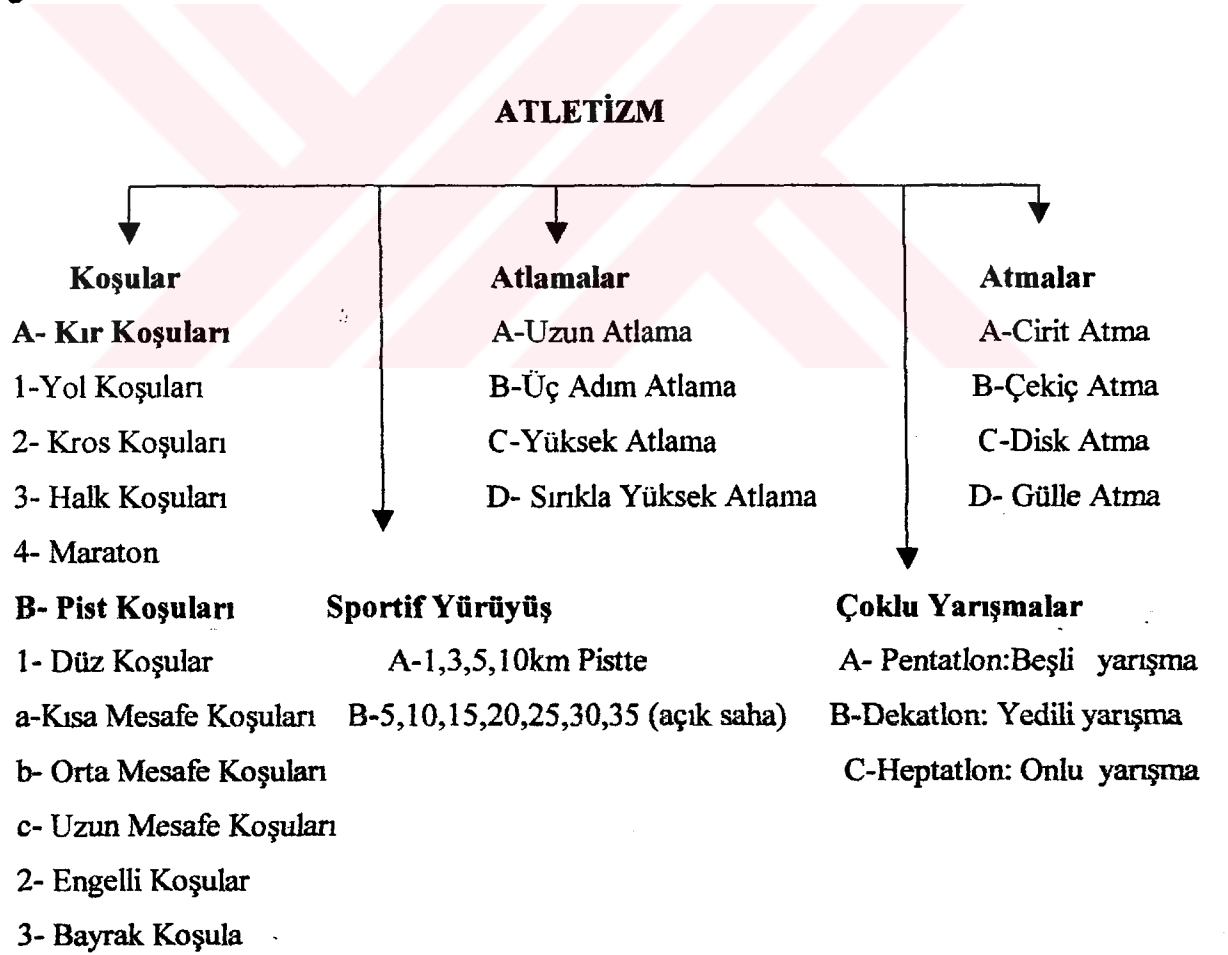 ATLETİZM
Koşular
A- Kır Koşuları
1-Yol Koşuları
2- Kros Koşuları
3- Halk Koşuları
4- Maraton
B- Pist Koşuları
1- Düz Koşular
a-Kısa Mesafe Koşuları
b- Orta Mesafe Koşuları
c- Uzun Mesafe Koşuları
2- Engelli Koşular
3- Bayrak Koşula
Sportif Yürüyüş
A-1,3,5,10km Pistte
B-5,10,15,20,25,30,35 (açık saha)
Atlamalar
A-Uzun Atlama
B-Üç Adım Atlama
C-Yüksek Atlama
D- Sırıkla Yüksek Atlama
Çoklu Yarışmalar
A- Pentatlon:Beşli yarışma
B-Dekatlon: Yedili yarışma
C-Heptatlon: Onlu yarışma
Atmalar
A-Cirit Atma
B-Çekiç Atma
C-Disk Atma
D- Gülle Atma